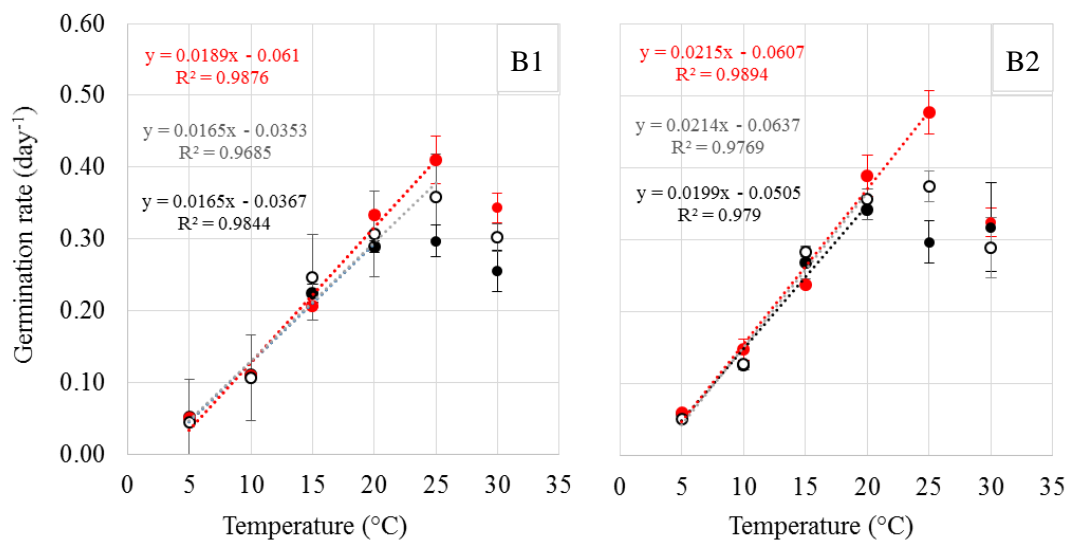 0.60
0.50
0.40
0.30
0.20
0.10
0.00
Germination rate (day⁻¹)
y = 0.0189x - 0.061
R² = 0.9876
y = 0.0165x - 0.0353
R² = 0.9685
y = 0.0165x - 0.0367
R² = 0.9844
B1
0 5 10 15 20 25 30 35
Temperature (°C)
y = 0.0215x - 0.0607
R² = 0.9894
y = 0.0214x - 0.0637
R² = 0.9769
y = 0.0199x - 0.0505
R² = 0.979
B2
0 5 10 15 20 25 30 35
Temperature (°C)